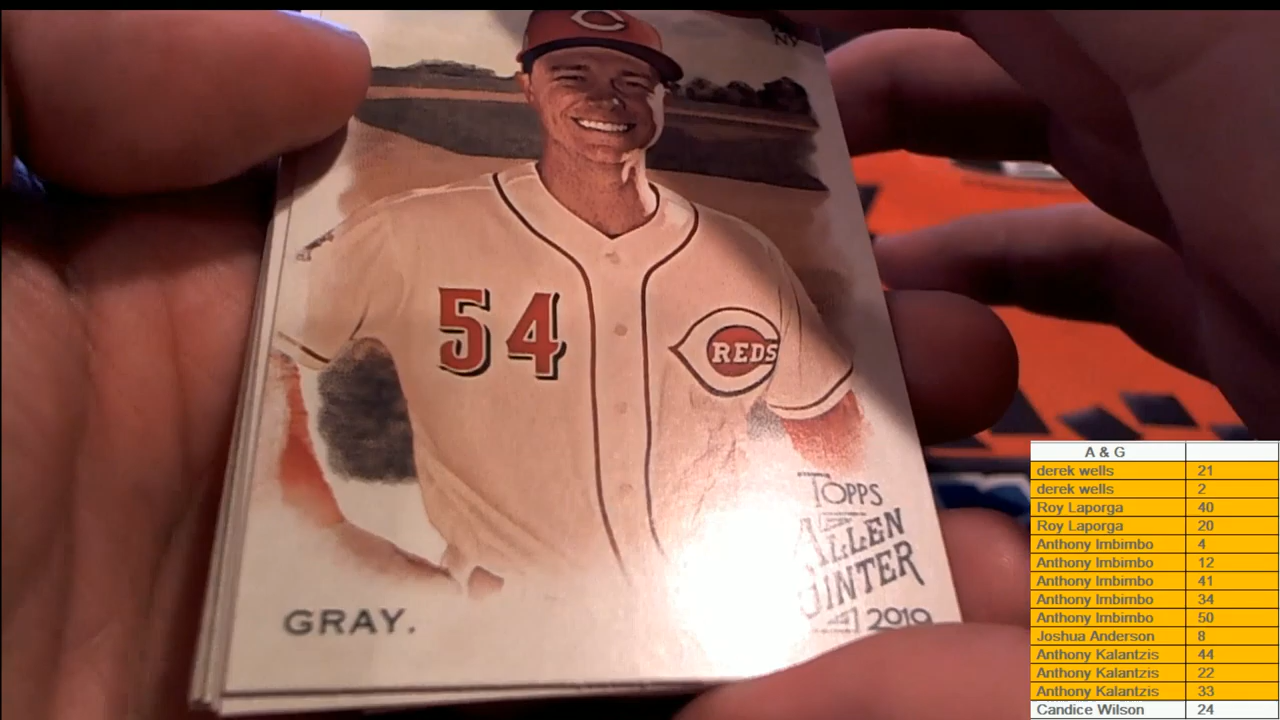 C
NY
54
REDS
TOPPS
ALLEN
GINTER
2019
GRAY.
A & G
derek wells 21
derek wells 2
Roy Laporga 40
Roy Laporga 20
Anthony Imbimbo 4
Anthony Imbimbo 12
Anthony Imbimbo 41
Anthony Imbimbo 34
Anthony Imbimbo 50
Joshua Anderson 8
Anthony Kalantzis 44
Anthony Kalantzis 22
Anthony Kalantzis 33
Candice Wilson 24